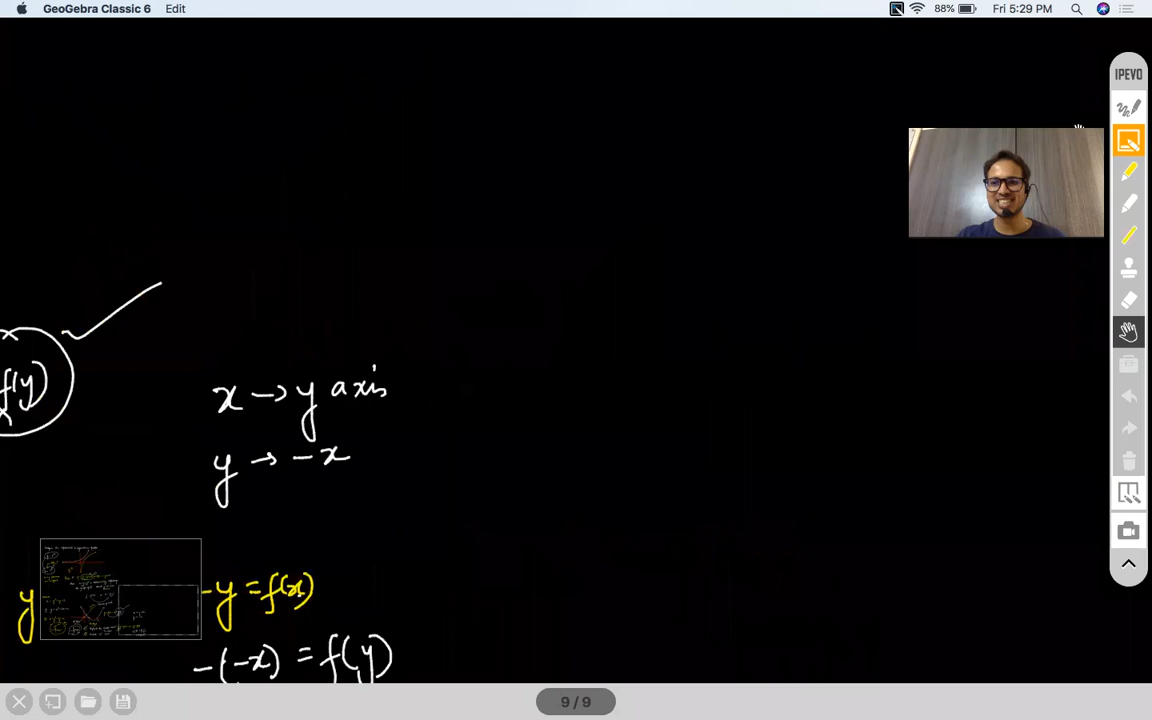 GeoGebra Classic 6 Edit 88% Fri 5:29 PM
IPEVO
f(y)
x → y axis
y → -x
y
-y = f(x)
-(-x) = f(y)
9 / 9